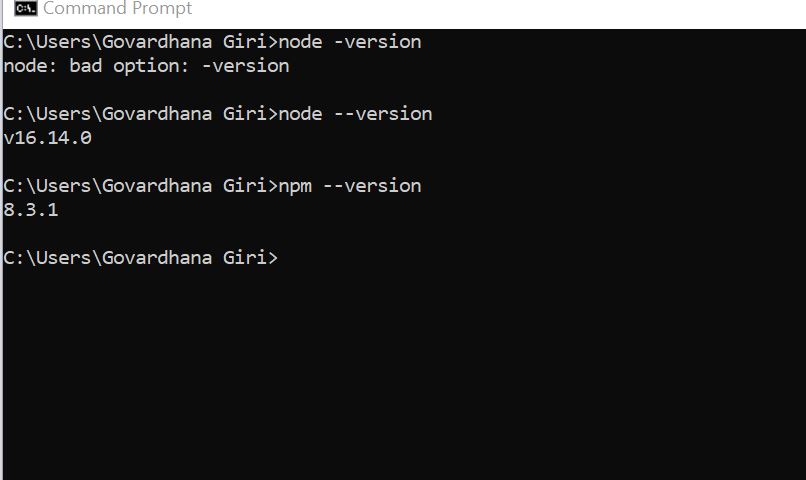 Command Prompt
C:\Users\Govardhana Giri>node -version
node: bad option: -version
C:\Users\Govardhana Giri>node --version
v16.14.0
C:\Users\Govardhana Giri>npm --version
8.3.1
C:\Users\Govardhana Giri>